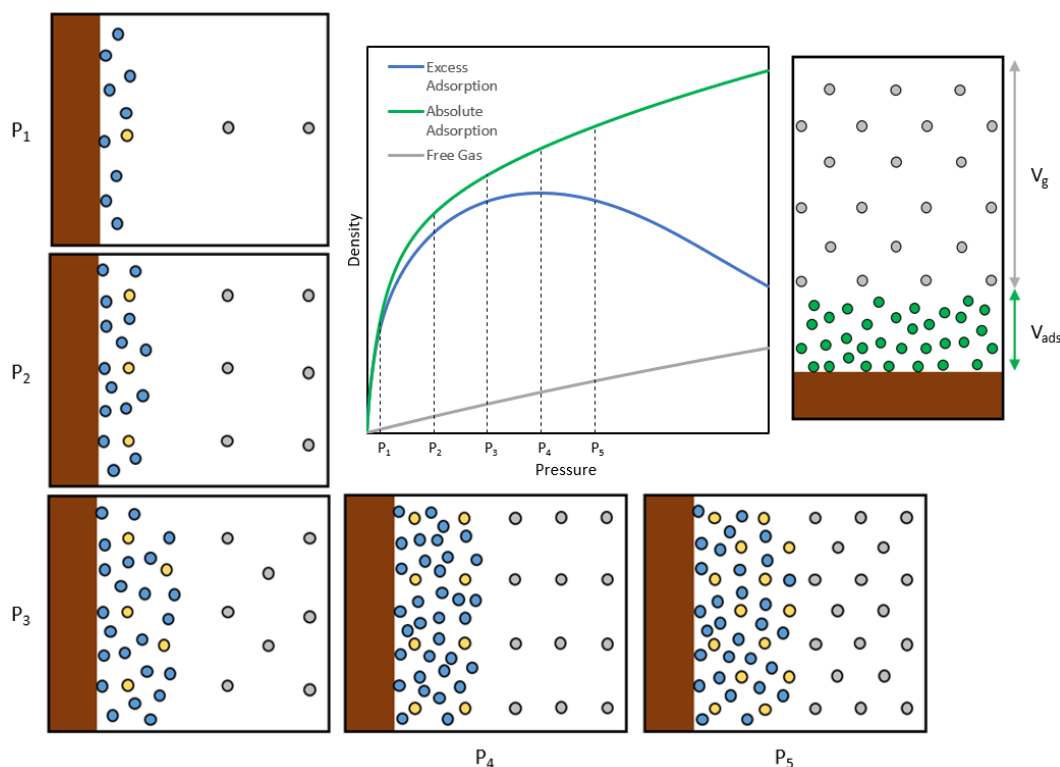 P1
P2
P3
Excess
Adsorption
Absolute
Adsorption
Free Gas
Density
P1 P2 P3 P4 P5
Pressure
Vg
Vads
P4 P5